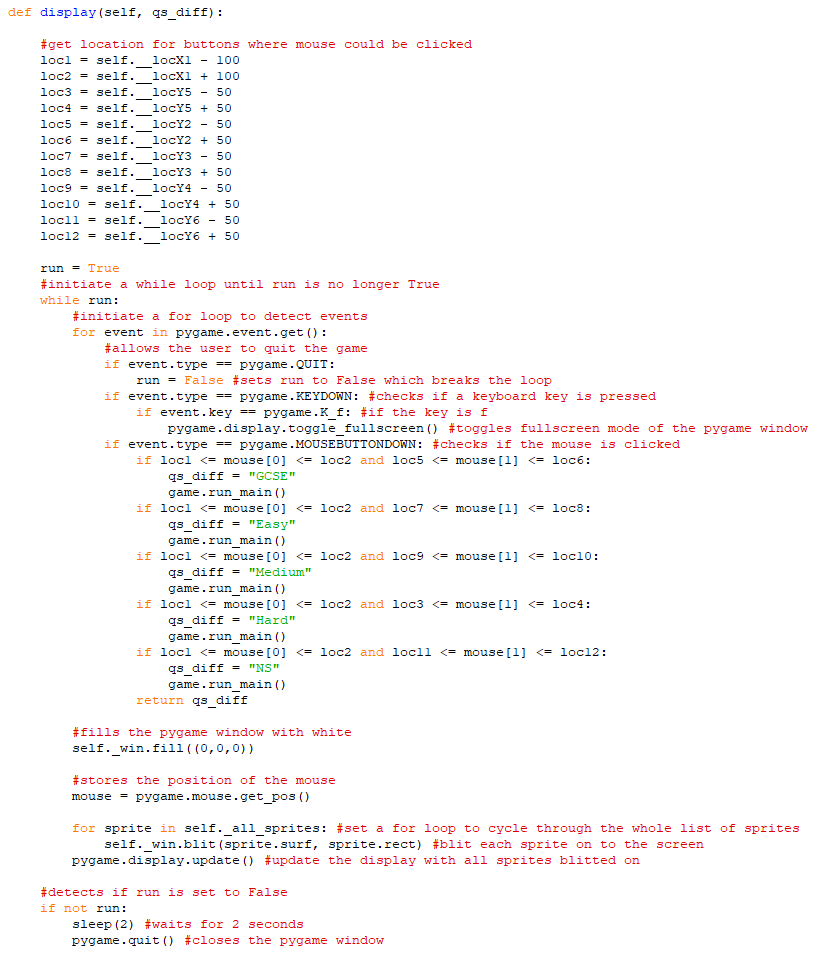 def display(self, qs_diff):
#get location for buttons where mouse could be clicked
loc1 = self.__locX1 - 100
loc2 = self.__locX1 + 100
loc3 = self.__locY5 - 50
loc4 = self.__locY5 + 50
loc5 = self.__locY2 - 50
loc6 = self.__locY2 + 50
loc7 = self.__locY3 - 50
loc8 = self.__locY3 + 50
loc9 = self.__locY4 - 50
loc10 = self.__locY4 + 50
loc11 = self.__locY6 - 50
loc12 = self.__locY6 + 50
run = True
#initiate a while loop until run is no longer True
while run:
#initiate a for loop to detect events
for event in pygame.event.get():
#allows the user to quit the game
if event.type == pygame.QUIT:
run = False #sets run to False which breaks the loop
if event.type == pygame.KEYDOWN: #checks if a keyboard key is pressed
if event.key == pygame.K_f: #if the key is f
pygame.display.toggle_fullscreen() #toggles fullscreen mode of the pygame window
if event.type == pygame.MOUSEBUTTONDOWN: #checks if the mouse is clicked
if loc1 <= mouse[0] <= loc2 and loc5 <= mouse[1] <= loc6:
qs_diff = "GCSE"
game.run_main()
if loc1 <= mouse[0] <= loc2 and loc7 <= mouse[1] <= loc8:
qs_diff = "Easy"
game.run_main()
if loc1 <= mouse[0] <= loc2 and loc9 <= mouse[1] <= loc10:
qs_diff = "Medium"
game.run_main()
if loc1 <= mouse[0] <= loc2 and loc3 <= mouse[1] <= loc4:
qs_diff = "Hard"
game.run_main()
if loc1 <= mouse[0] <= loc2 and loc11 <= mouse[1] <= loc12:
qs_diff = "NS"
game.run_main()
return qs_diff
#fills the pygame window with white
self._win.fill((0,0,0))
#stores the position of the mouse
mouse = pygame.mouse.get_pos()
for sprite in self._all_sprites: #set a for loop to cycle through the whole list of sprites
self._win.blit(sprite.surf, sprite.rect) #blit each sprite on to the screen
pygame.display.update() #update the display with all sprites blitted on
#detects if run is set to False
if not run:
sleep(2) #waits for 2 seconds
pygame.quit() #closes the pygame window